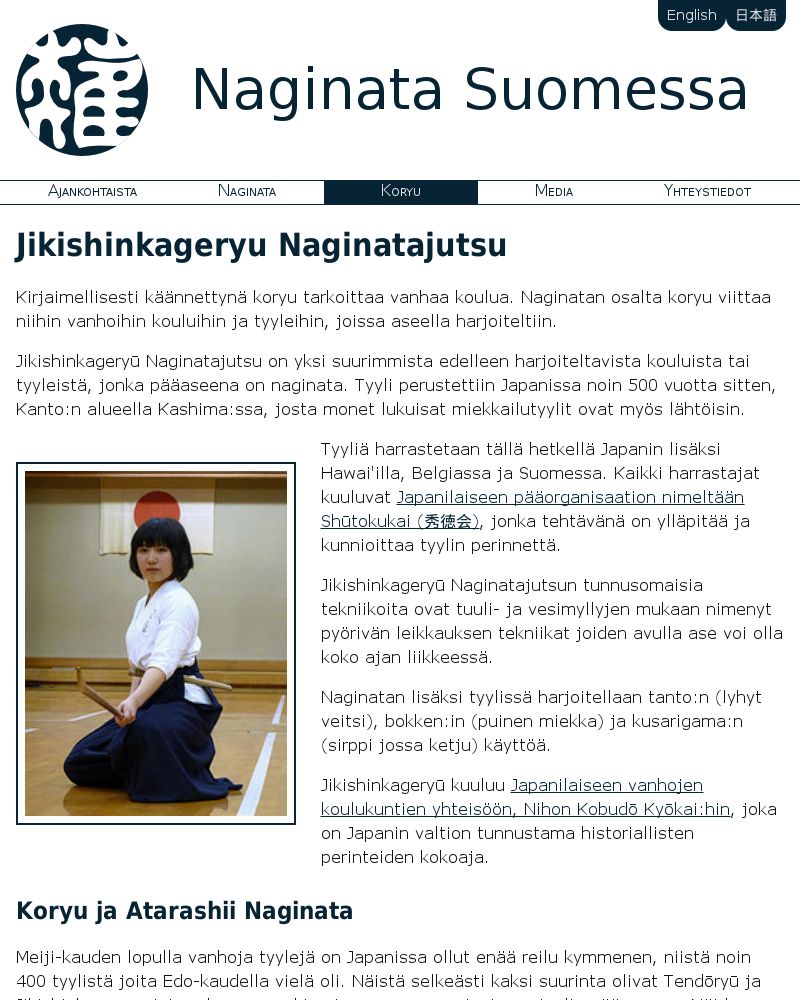 English
日本語
Naginata Suomessa
Ajankohtaista
Naginata
Koryu
Media
Yhteystiedot
Jikishinkageryu Naginatajutsu
Kirjaimellisesti käännettynä koryu tarkoittaa vanhaa koulua. Naginatan osalta koryu viittaa
niihin vanhoihin kouluihin ja tyyleihin, joissa aseella harjoiteltiin.
Jikishinkageryū Naginatajutsu on yksi suurimmista edelleen harjoiteltavista kouluista tai
tyyleistä, jonka pääaseena on naginata. Tyyli perustettiin Japanissa noin 500 vuotta sitten,
Kanto:n alueella Kashima:ssa, josta monet lukuisat miekkailutyylit ovat myös lähtöisin.
Tyyliä harrastetaan tällä hetkellä Japanin lisäksi
Hawai'illa, Belgiassa ja Suomessa. Kaikki harrastajat
kuuluvat Japanilaiseen pääorganisaation nimeltään
Shūtokukai (秀徳会), jonka tehtävänä on ylläpitää ja
kunnioittaa tyylin perinnettä.
Jikishinkageryū Naginatajutsun tunnusomaisia
tekniikoita ovat tuuli- ja vesimyllyjen mukaan nimenyt
pyörivän leikkauksen tekniikat joiden avulla ase voi olla
koko ajan liikkeessä.
Naginatan lisäksi tyylissä harjoitellaan tanto:n (lyhyt
veitsi), bokken:in (puinen miekka) ja kusarigama:n
(sirppi jossa ketju) käyttöä.
Jikishinkageryū kuuluu Japanilaiseen vanhojen
koulukuntien yhteisöön, Nihon Kobudō Kyōkai:hin, joka
on Japanin valtion tunnustama historiallisten
perinteiden kokoaja.
Koryu ja Atarashii Naginata
Meiji-kauden lopulla vanhoja tyylejä on Japanissa ollut enää reilu kymmenen, niistä noin
400 tyylistä joita Edo-kaudella vielä oli. Näistä selkeästi kaksi suurinta olivat Tendōryū ja